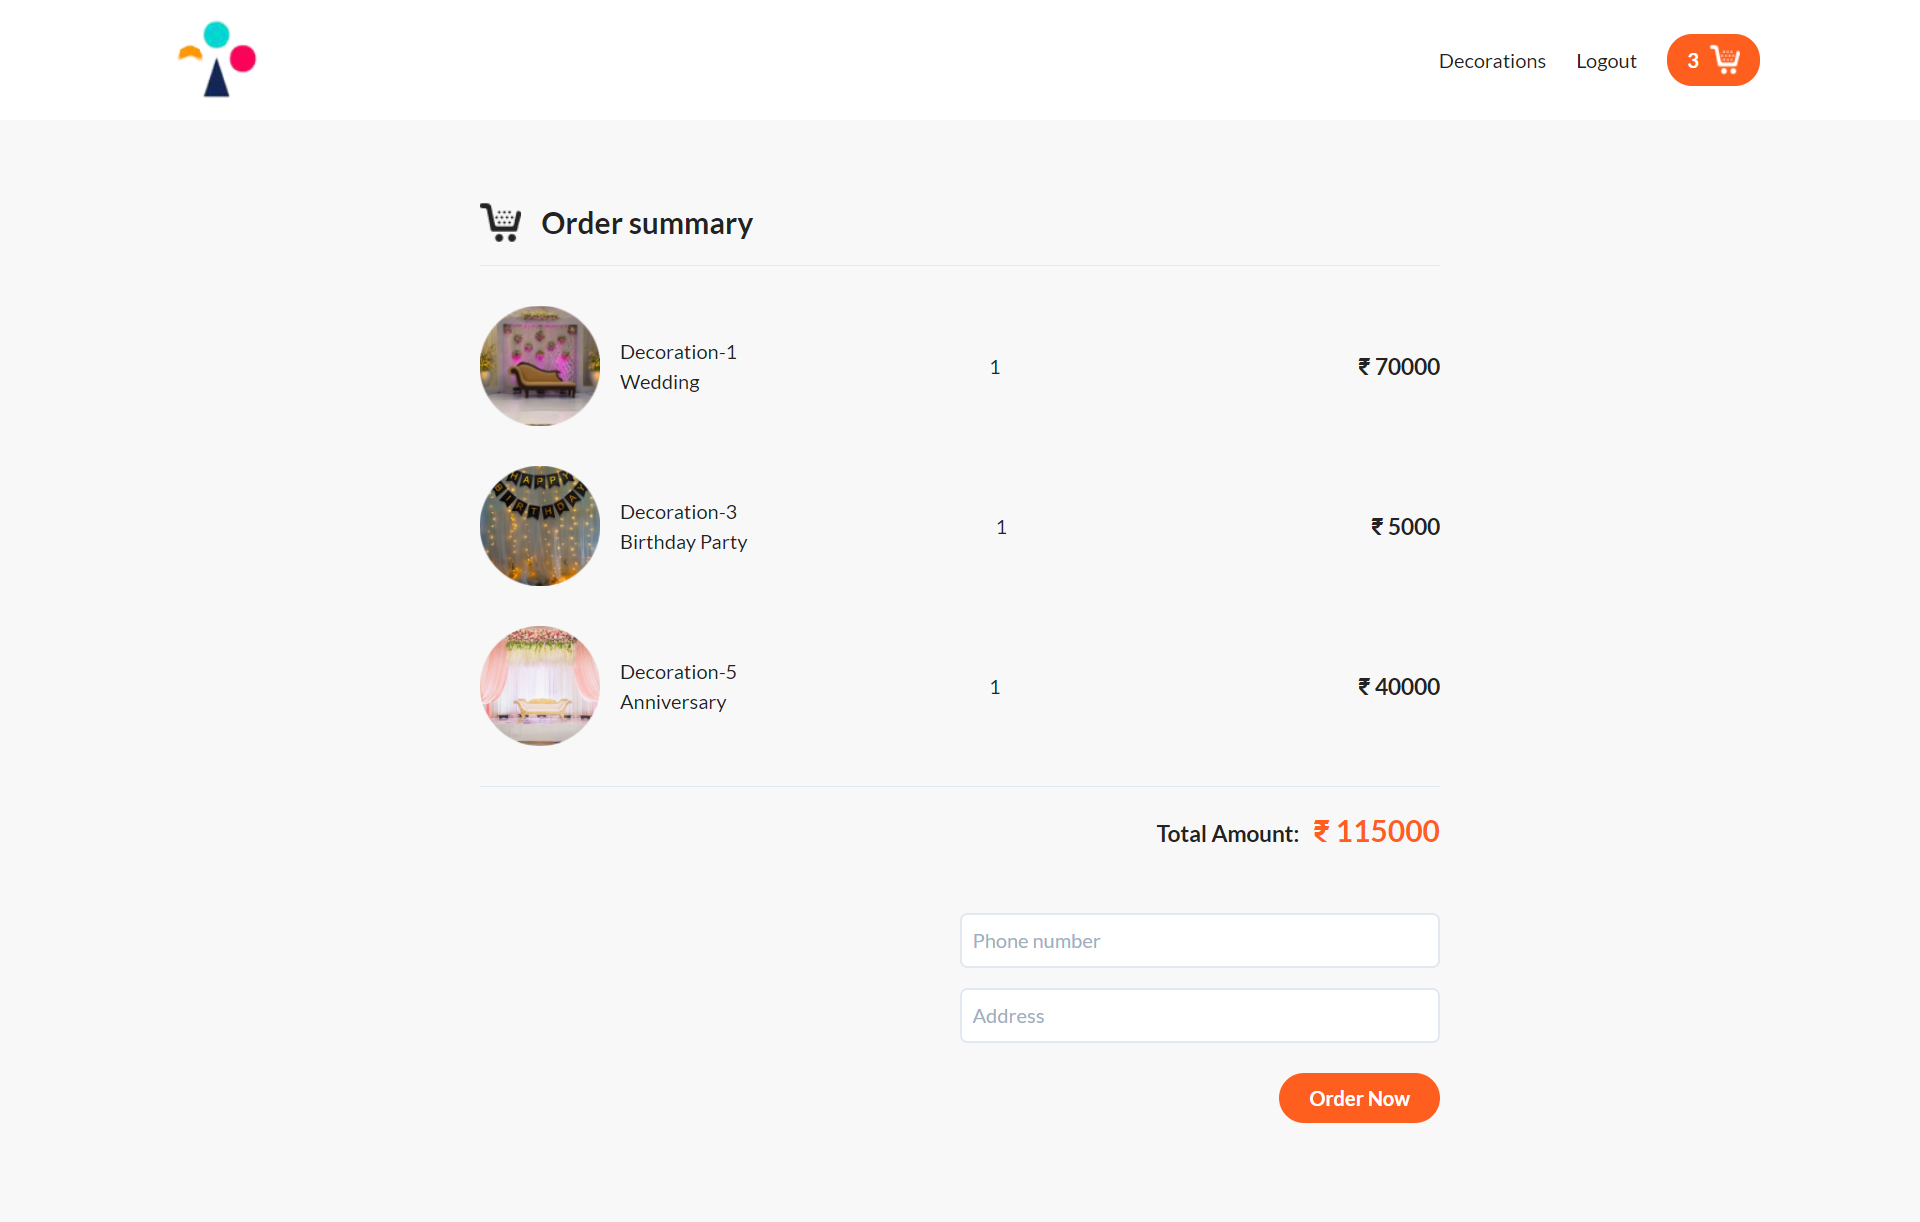 Decorations
Logout
3
Order summary
Decoration-1
Wedding
1
₹ 70000
HAPPY
BIRTHDAY
Decoration-3
Birthday Party
1
₹ 5000
Decoration-5
Anniversary
1
₹ 40000
Total Amount: ₹ 115000
Phone number
Address
Order Now